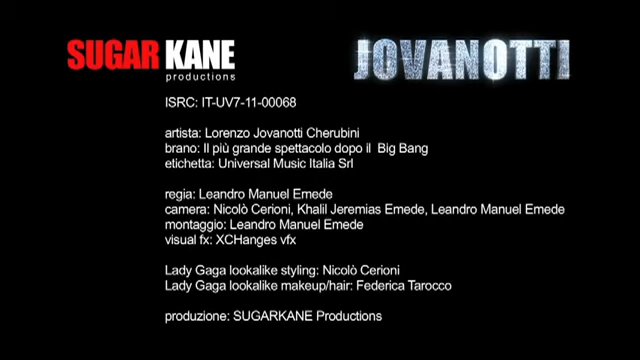 SUGAR KANE JOVANOTTI
productions
ISRC: IT-UV7-11-00068
artista: Lorenzo Jovanotti Cherubini
brano: Il più grande spettacolo dopo il Big Bang
etichetta: Universal Music Italia Srl
regia: Leandro Manuel Emede
camera: Nicolò Cerioni, Khalil Jeremias Emede, Leandro Manuel Emede
montaggio: Leandro Manuel Emede
visual fx: XCHanges vfx
Lady Gaga lookalike styling: Nicolò Cerioni
Lady Gaga lookalike makeup/hair: Federica Tarocco
produzione: SUGARKANE Productions